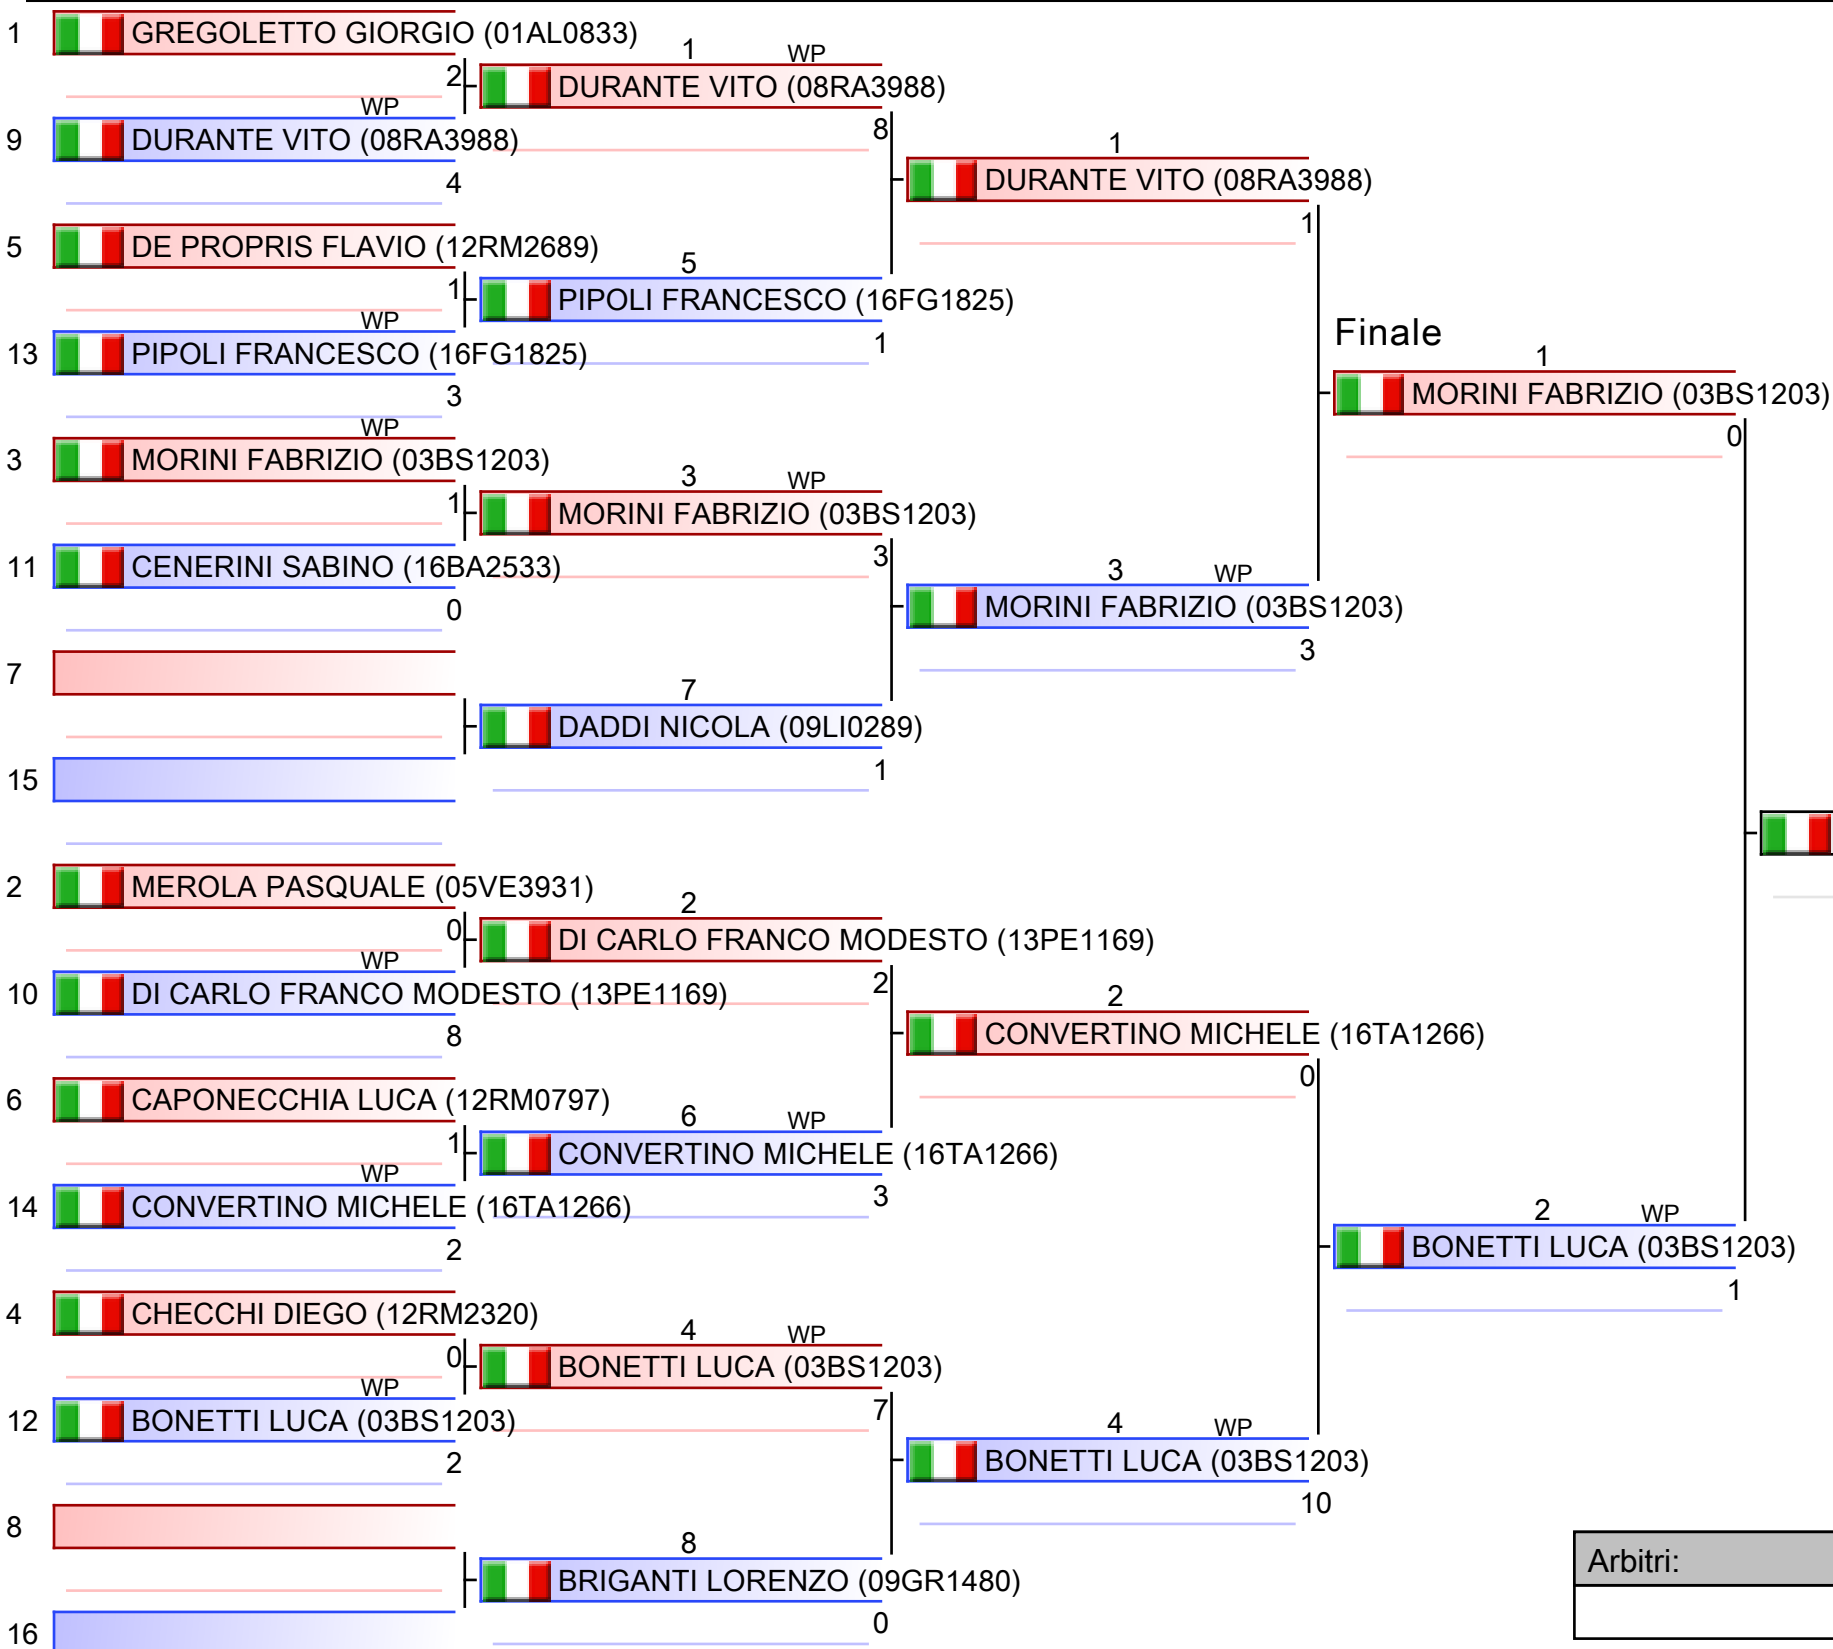 1 GREGOLETTO GIORGIO (01AL0833)
2
WP
9 DURANTE VITO (08RA3988)
4
5 DE PROPRIS FLAVIO (12RM2689)
1
WP
13 PIPOLI FRANCESCO (16FG1825)
3
WP
3 MORINI FABRIZIO (03BS1203)
1
11 CENERINI SABINO (16BA2533)
0
7
15
2 MEROLA PASQUALE (05VE3931)
0
WP
10 DI CARLO FRANCO MODESTO (13PE1169)
8
6 CAPONECCHIA LUCA (12RM0797)
1
WP
14 CONVERTINO MICHELE (16TA1266)
2
4 CHECCHI DIEGO (12RM2320)
0
WP
12 BONETTI LUCA (03BS1203)
2
8
16
1 WP
DURANTE VITO (08RA3988)
8
5
PIPOLI FRANCESCO (16FG1825)
1
3 WP
MORINI FABRIZIO (03BS1203)
3
7
DADDI NICOLA (09LI0289)
1
2
DI CARLO FRANCO MODESTO (13PE1169)
2
6 WP
CONVERTINO MICHELE (16TA1266)
3
4 WP
BONETTI LUCA (03BS1203)
7
8
BRIGANTI LORENZO (09GR1480)
0
1
DURANTE VITO (08RA3988)
1
3 WP
MORINI FABRIZIO (03BS1203)
3
2
CONVERTINO MICHELE (16TA1266)
0
4 WP
BONETTI LUCA (03BS1203)
10
Finale
1
MORINI FABRIZIO (03BS1203)
0
2 WP
BONETTI LUCA (03BS1203)
1
Arbitri: